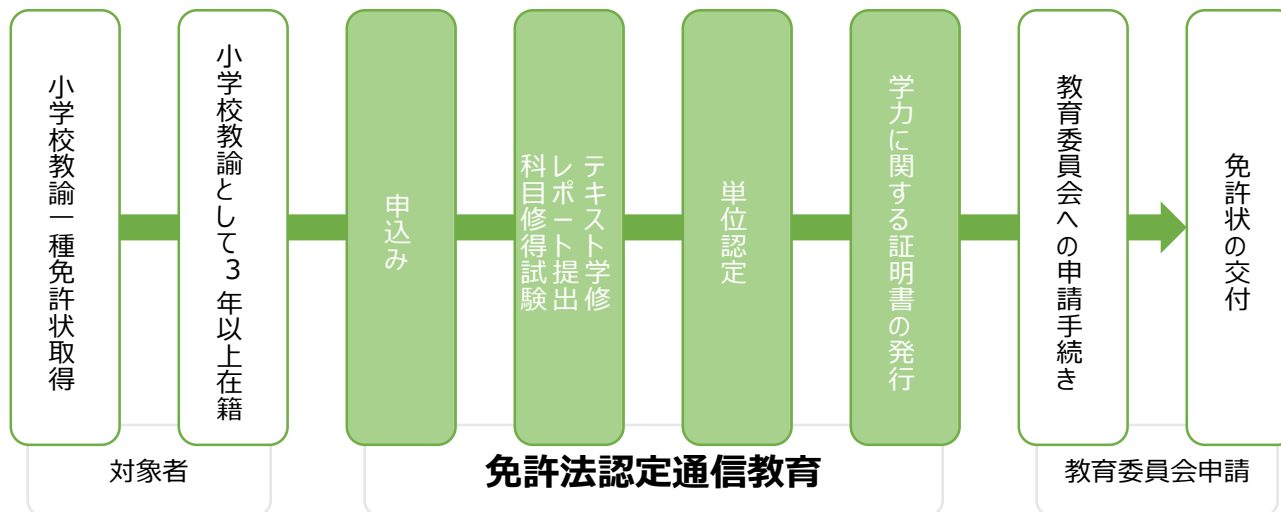 小学校教諭一種免許状取得
小学校教諭として３年以上在籍
申込み
テキスト学修
レポート提出
科目修得試験
単位認定
学力に関する証明書の発行
教育委員会への申請手続き
免許状の交付
対象者
免許法認定通信教育
教育委員会申請